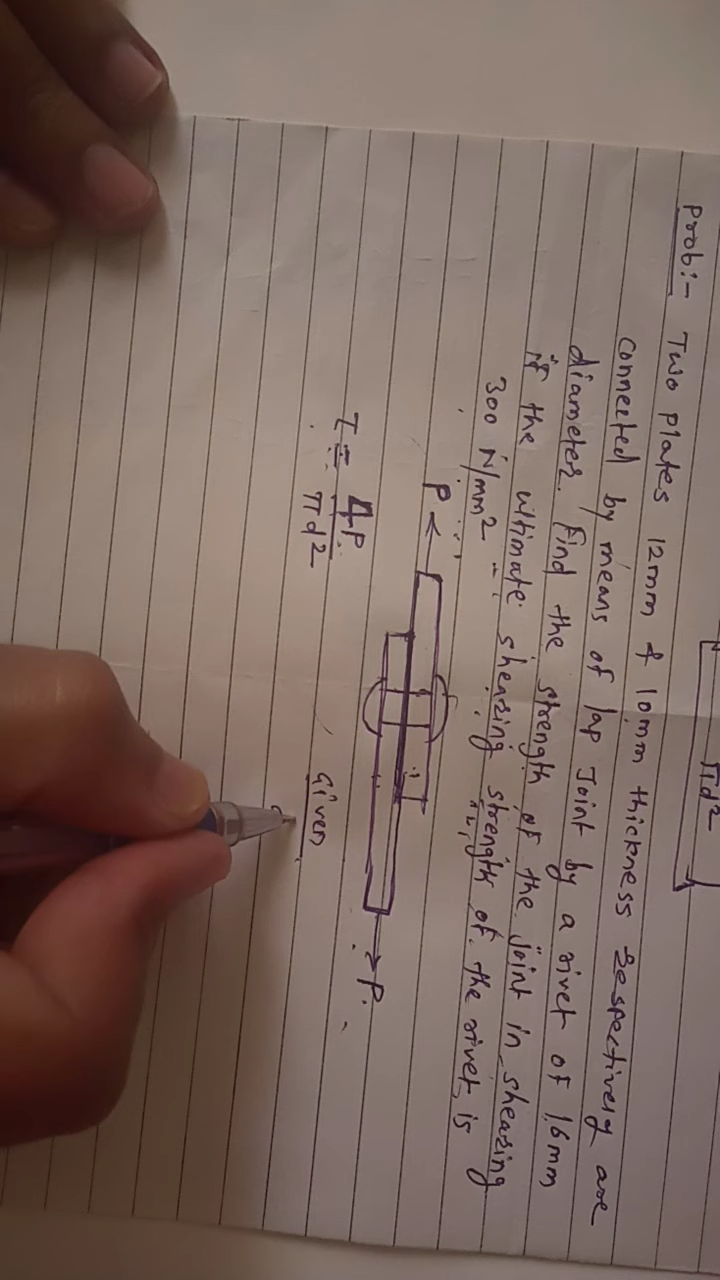 πd²
Prob:- Two plates 12mm & 10mm thickness respectively are
connected by means of lap Joint by a rivet of 16mm
diameter. Find the strength of the Joint in shearing
if the ultimate shearing strength of the rivet is
300 N/mm²
P
P.
τ = 4P / πd²
Given